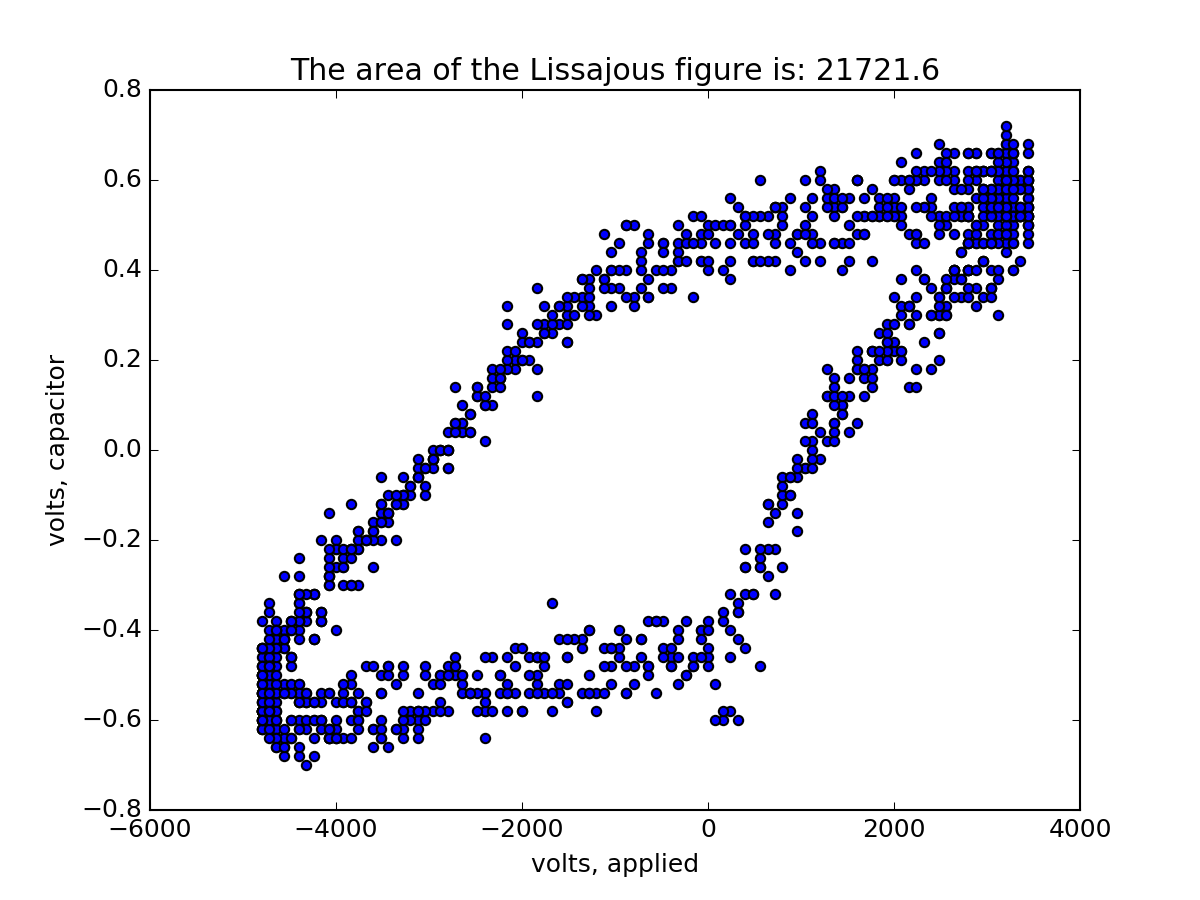 The area of the Lissajous figure is: 21721.6
0.8
0.6
0.4
0.2
0.0
−0.2
−0.4
−0.6
−0.8
volts, capacitor
−6000 −4000 −2000 0 2000 4000
volts, applied